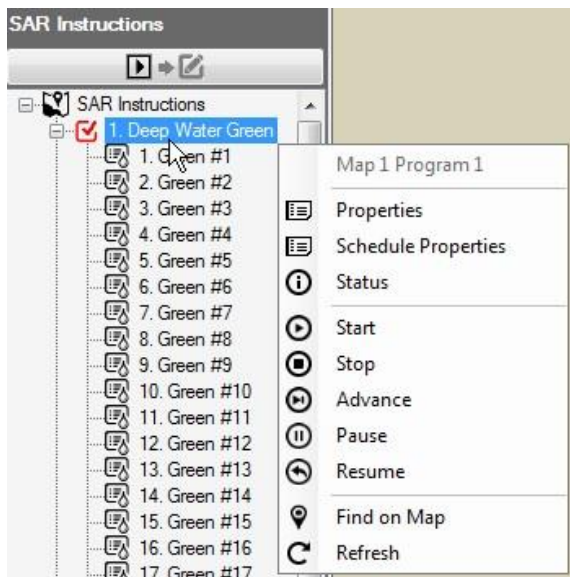 SAR Instructions
SAR Instructions
1. Deep Water Green
1. Green #1
2. Green #2
3. Green #3
4. Green #4
5. Green #5
6. Green #6
7. Green #7
8. Green #8
9. Green #9
10. Green #10
11. Green #11
12. Green #12
13. Green #13
14. Green #14
15. Green #15
16. Green #16
17. Green #17
Map 1 Program 1
Properties
Schedule Properties
Status
Start
Stop
Advance
Pause
Resume
Find on Map
Refresh